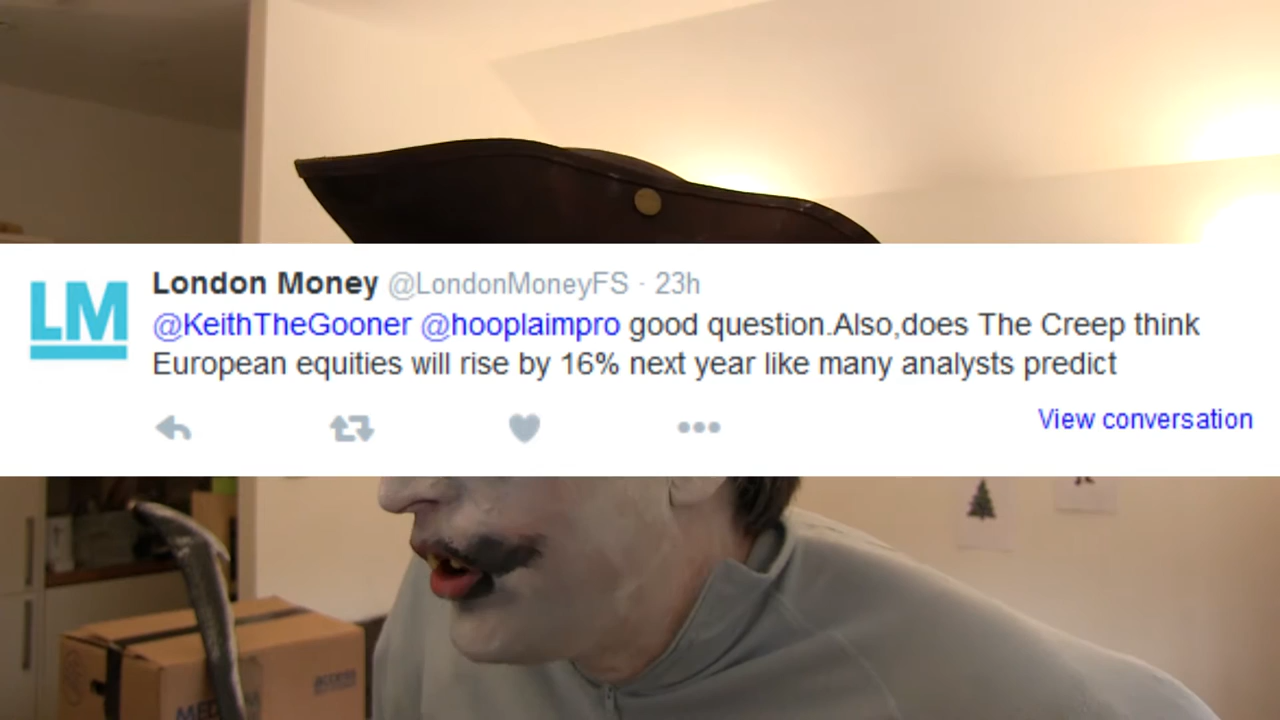 LM
London Money @LondonMoneyFS · 23h
@KeithTheGooner @hooplaimpro good question.Also,does The Creep think
European equities will rise by 16% next year like many analysts predict
View conversation
access